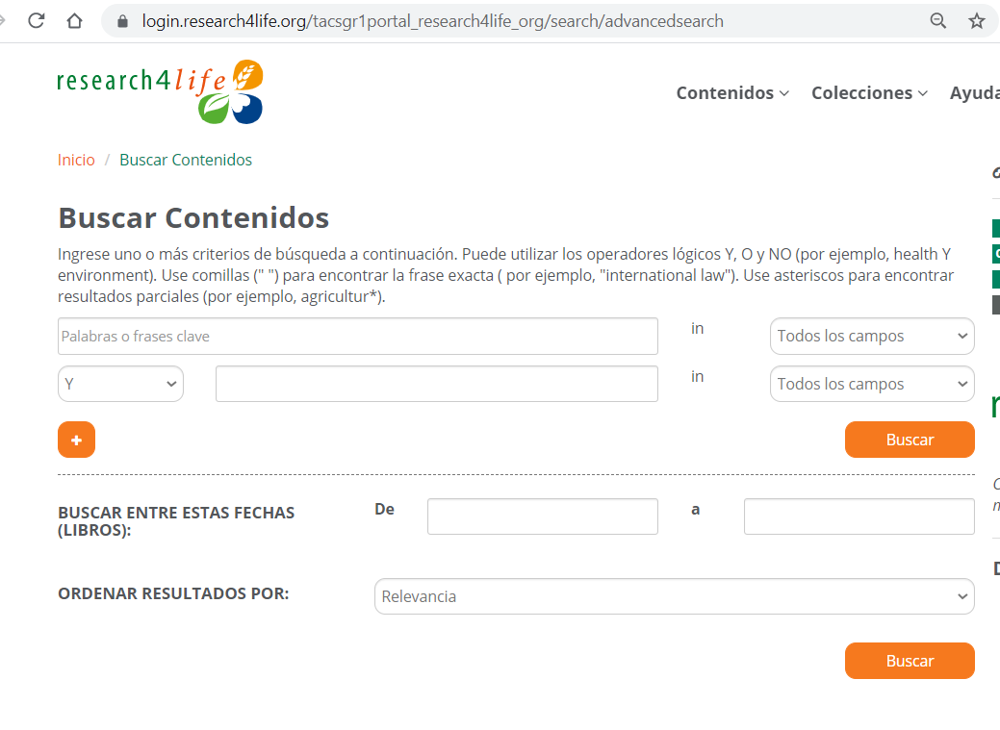 login.research4life.org/tacsgr1portal_research4life_org/search/advancedsearch
research4life
Contenidos Colecciones Ayuda
Inicio / Buscar Contenidos
Buscar Contenidos
Ingrese uno o más criterios de búsqueda a continuación. Puede utilizar los operadores lógicos Y, O y NO (por ejemplo, health Y
environment). Use comillas (" ") para encontrar la frase exacta ( por ejemplo, "international law"). Use asteriscos para encontrar
resultados parciales (por ejemplo, agricultur*).
Palabras o frases clave in Todos los campos
Y in Todos los campos
+ Buscar
BUSCAR ENTRE ESTAS FECHAS
(LIBROS):
De a
ORDENAR RESULTADOS POR: Relevancia
Buscar